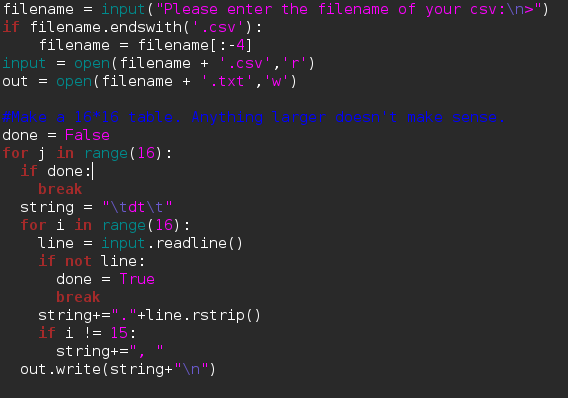 filename = input("Please enter the filename of your csv:\n>")
if filename.endswith('.csv'):
    filename = filename[:-4]
input = open(filename + '.csv','r')
out = open(filename + '.txt','w')

#Make a 16*16 table. Anything larger doesn't make sense.
done = False
for j in range(16):
  if done:
    break
  string = "\tdt\t"
  for i in range(16):
    line = input.readline()
    if not line:
      done = True
      break
    string+="."+line.rstrip()
    if i != 15:
      string+=", "
  out.write(string+"\n")